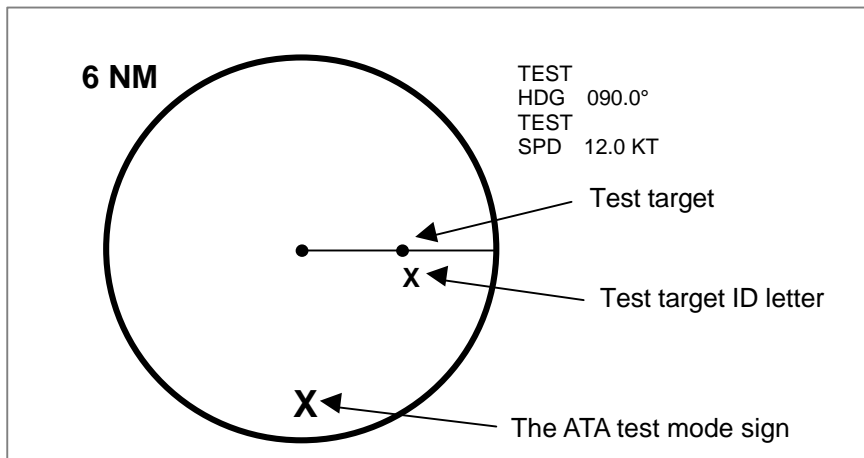 6 NM
TEST
HDG 090.0°
TEST
SPD 12.0 KT
Test target
X
Test target ID letter
X
The ATA test mode sign